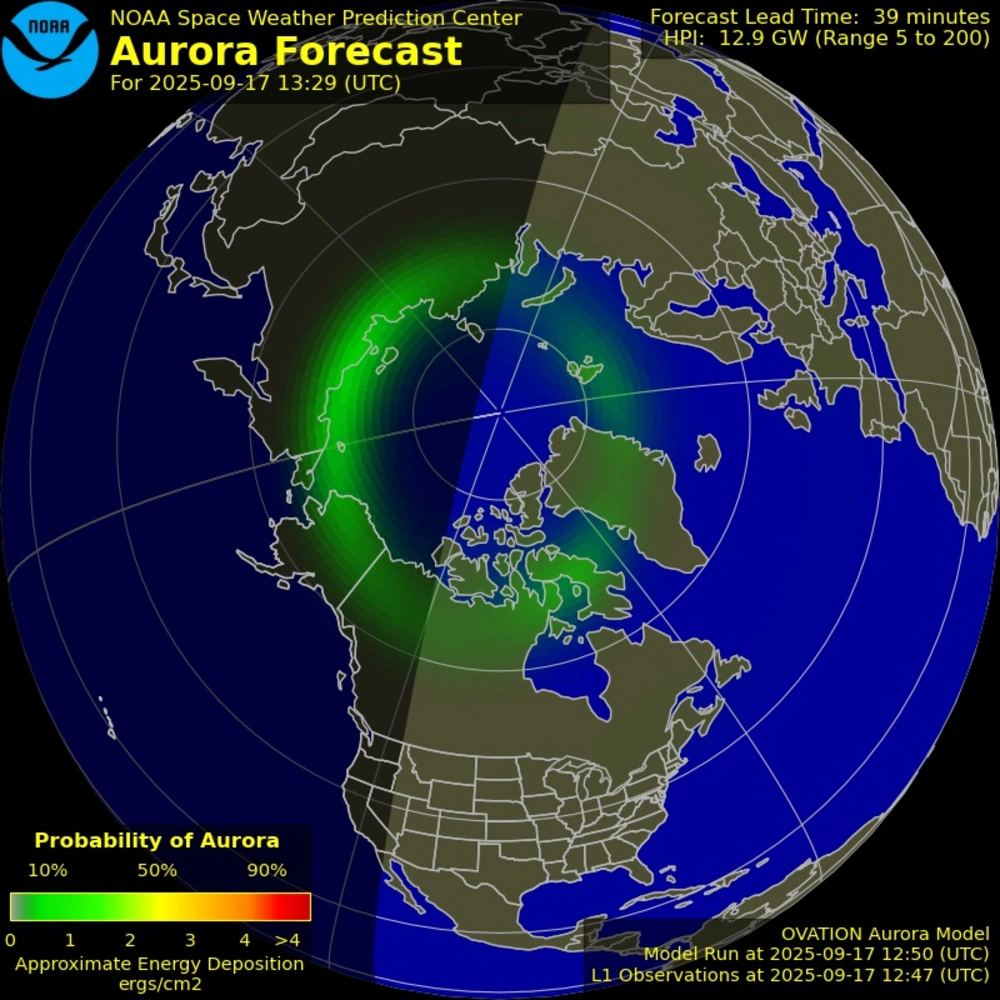 NOAA
NOAA Space Weather Prediction Center
Aurora Forecast
For 2025-09-17 13:29 (UTC)
Forecast Lead Time: 39 minutes
HPI: 12.9 GW (Range 5 to 200)
Probability of Aurora
10% 50% 90%
0 1 2 3 4 >4
Approximate Energy Deposition
ergs/cm2
OVATION Aurora Model
Model Run at 2025-09-17 12:50 (UTC)
L1 Observations at 2025-09-17 12:47 (UTC)